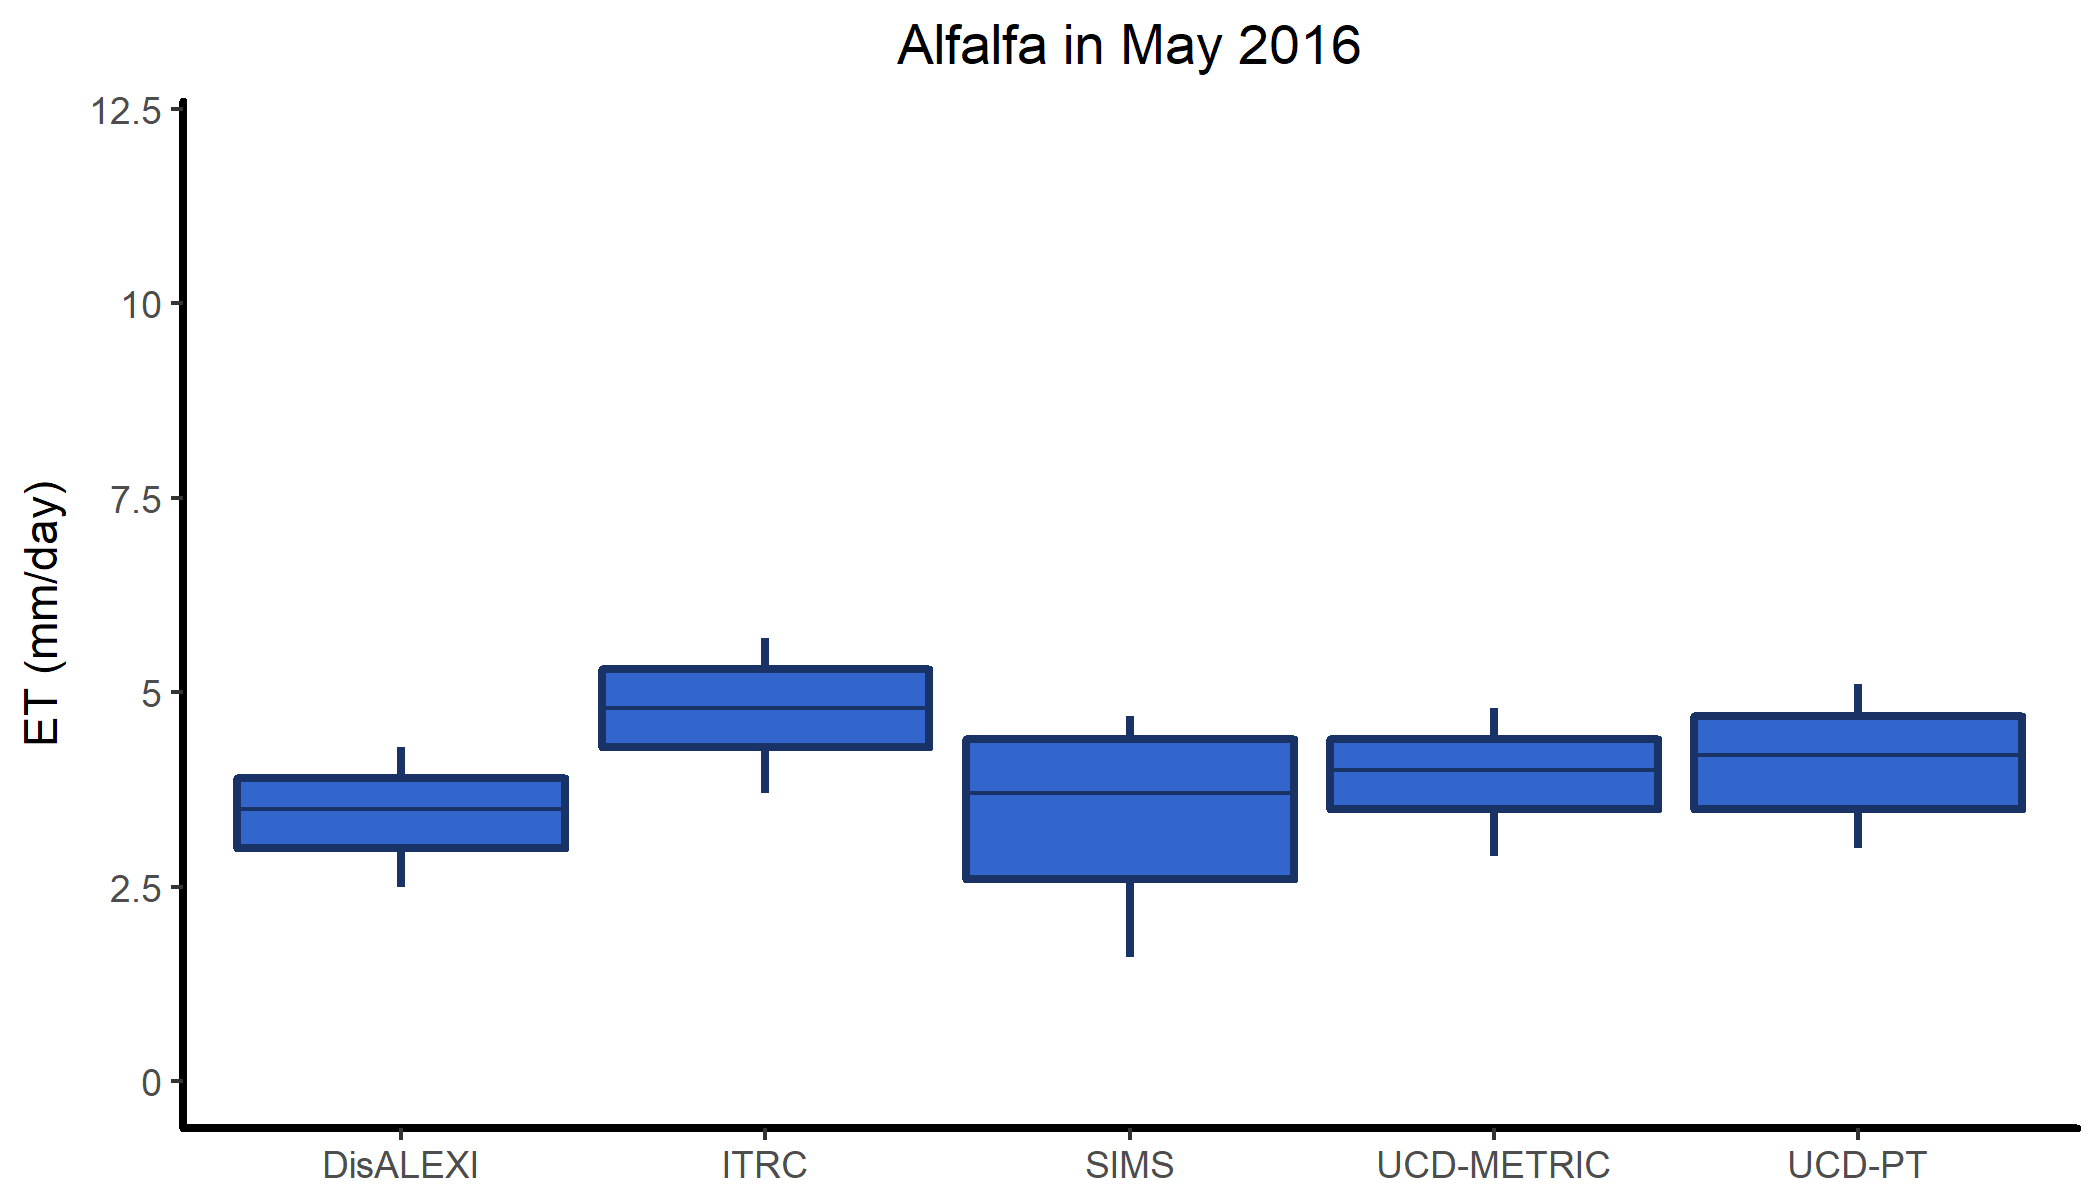 Alfalfa in May 2016
12.5
10
7.5
5
2.5
0
ET (mm/day)
DisALEXI ITRC SIMS UCD-METRIC UCD-PT